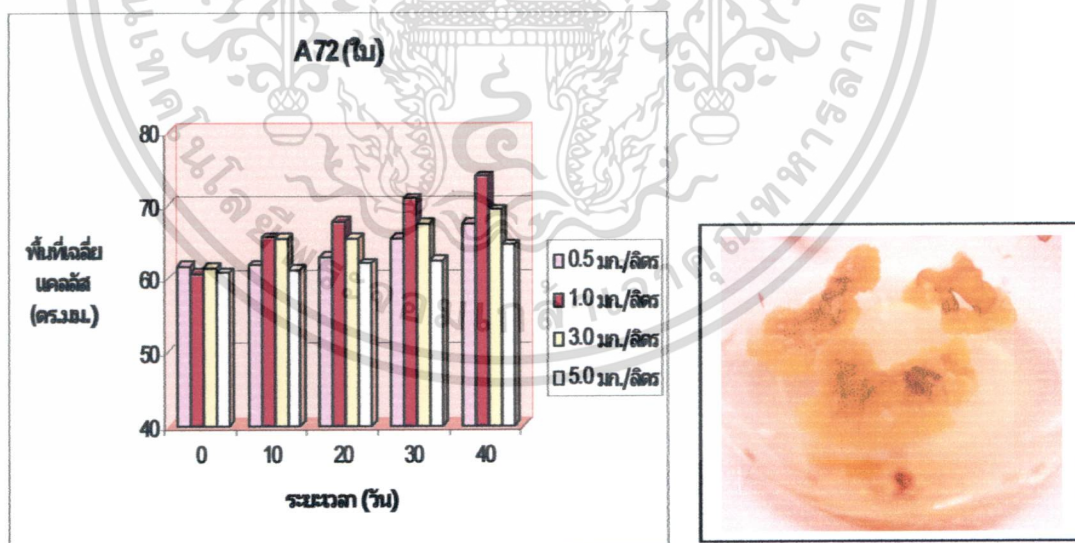 A72 (ใบ)
80
70
60
50
40
พื้นที่เฉลี่ย
แคลลัส
(ตร.มม.)
0 10 20 30 40
ระยะเวลา (วัน)
0.5 มก./ลิตร
1.0 มก./ลิตร
3.0 มก./ลิตร
5.0 มก./ลิตร